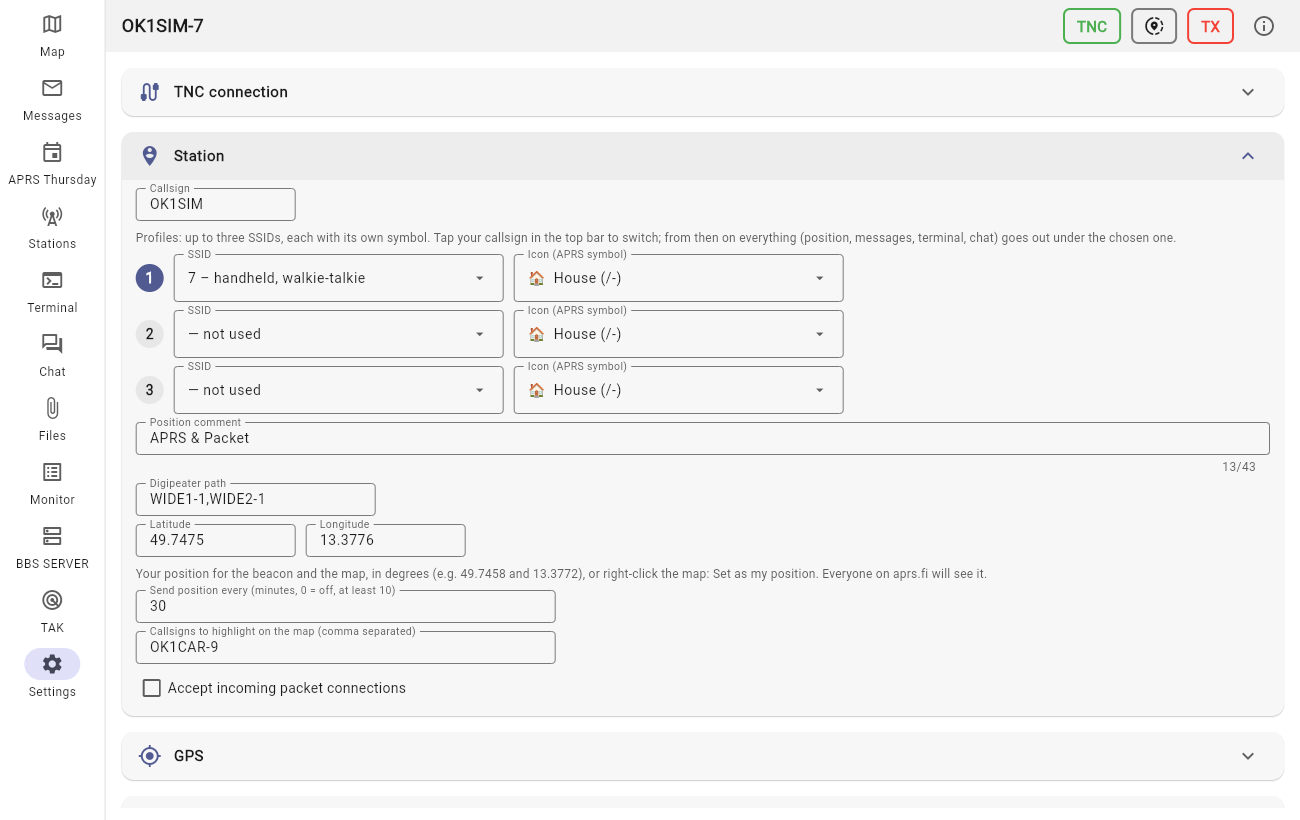 OK1SIM-7
TNC
TX
Map
Messages
APRS Thursday
Stations
Terminal
Chat
Files
Monitor
BBS SERVER
TAK
Settings
TNC connection
Station
Callsign
OK1SIM
Profiles: up to three SSIDs, each with its own symbol. Tap your callsign in the top bar to switch; from then on everything (position, messages, terminal, chat) goes out under the chosen one.
1
SSID
7 – handheld, walkie-talkie
Icon (APRS symbol)
🏠 House (/-)
2
SSID
— not used
Icon (APRS symbol)
🏠 House (/-)
3
SSID
— not used
Icon (APRS symbol)
🏠 House (/-)
Position comment
APRS & Packet
13/43
Digipeater path
WIDE1-1,WIDE2-1
Latitude
49.7475
Longitude
13.3776
Your position for the beacon and the map, in degrees (e.g. 49.7458 and 13.3772), or right-click the map: Set as my position. Everyone on aprs.fi will see it.
Send position every (minutes, 0 = off, at least 10)
30
Callsigns to highlight on the map (comma separated)
OK1CAR-9
Accept incoming packet connections
GPS